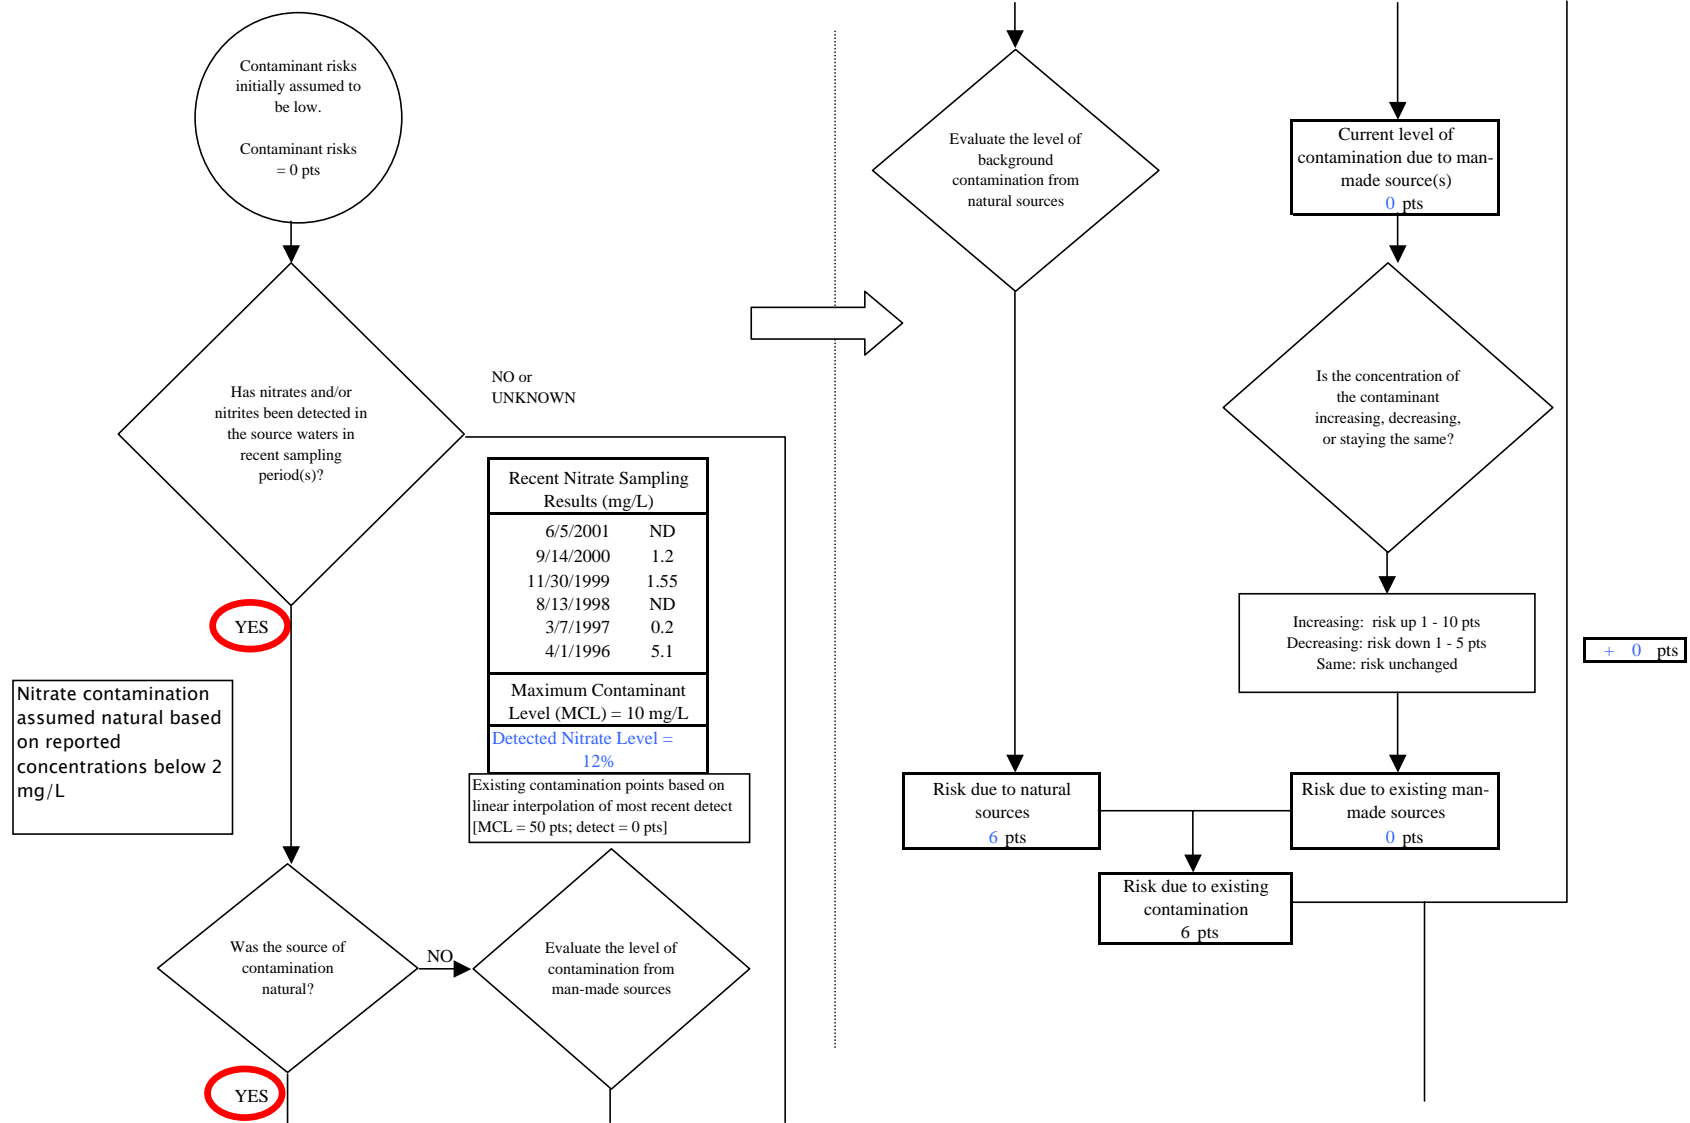 Contaminant risks
initially assumed to
be low.
Contaminant risks
= 0 pts
Has nitrates and/or
nitrites been detected in
the source waters in
recent sampling
period(s)?
NO or
UNKNOWN
YES
Recent Nitrate Sampling
Results (mg/L)
6/5/2001 ND
9/14/2000 1.2
11/30/1999 1.55
8/13/1998 ND
3/7/1997 0.2
4/1/1996 5.1
Maximum Contaminant
Level (MCL) = 10 mg/L
Detected Nitrate Level =
12%
Existing contamination points based on
linear interpolation of most recent detect
[MCL = 50 pts; detect = 0 pts]
Nitrate contamination
assumed natural based
on reported
concentrations below 2
mg/L
Was the source of
contamination
natural?
NO
Evaluate the level of
contamination from
man-made sources
YES
Evaluate the level of
background
contamination from
natural sources
Current level of
contamination due to man-
made source(s)
0 pts
Is the concentration of
the contaminant
increasing, decreasing,
or staying the same?
Increasing: risk up 1 - 10 pts
Decreasing: risk down 1 - 5 pts
Same: risk unchanged
+ 0 pts
Risk due to natural
sources
6 pts
Risk due to existing man-
made sources
0 pts
Risk due to existing
contamination
6 pts